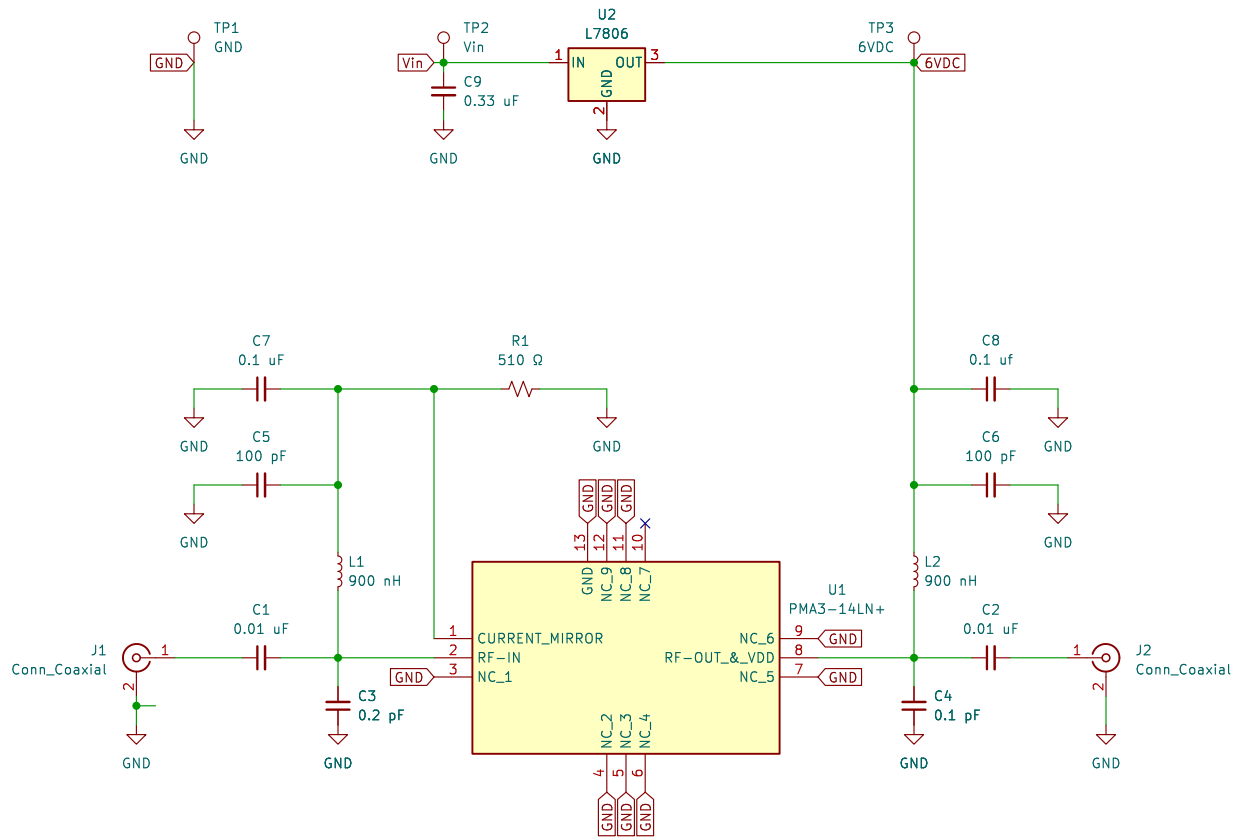 TP1
GND
GND
GND
TP2
Vin
Vin
C9
0.33 uF
GND
U2
L7806
1
IN
OUT
3
GND
2
GND
TP3
6VDC
6VDC
C7
0.1 uF
GND
R1
510 Ω
GND
C8
0.1 uf
GND
C5
100 pF
GND
C6
100 pF
GND
GND
GND
GND
13
12
11
10
GND
NC_9
NC_8
NC_7
L1
900 nH
L2
900 nH
U1
PMA3-14LN+
C1
0.01 uF
C2
0.01 uF
J1
Conn_Coaxial
1
2
GND
C3
0.2 pF
GND
1
CURRENT_MIRROR
2
RF-IN
GND
3
NC_1
NC_6
9
GND
RF-OUT_&_VDD
8
NC_5
7
GND
NC_2
NC_3
NC_4
4
5
6
GND
GND
GND
C4
0.1 pF
GND
J2
Conn_Coaxial
1
2
GND